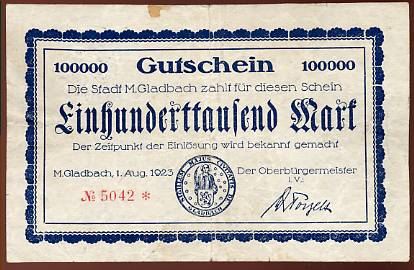 100000 Gutschein 100000
Die Stadt M.Gladbach zahlt für diesen Schein
Einhunderttausend Mark
Der Zeitpunkt der Einlösung wird bekannt gemacht
M.Gladbach, 1. Aug. 1923
Der Oberbürgermeister
I.V.
№ 5042 *